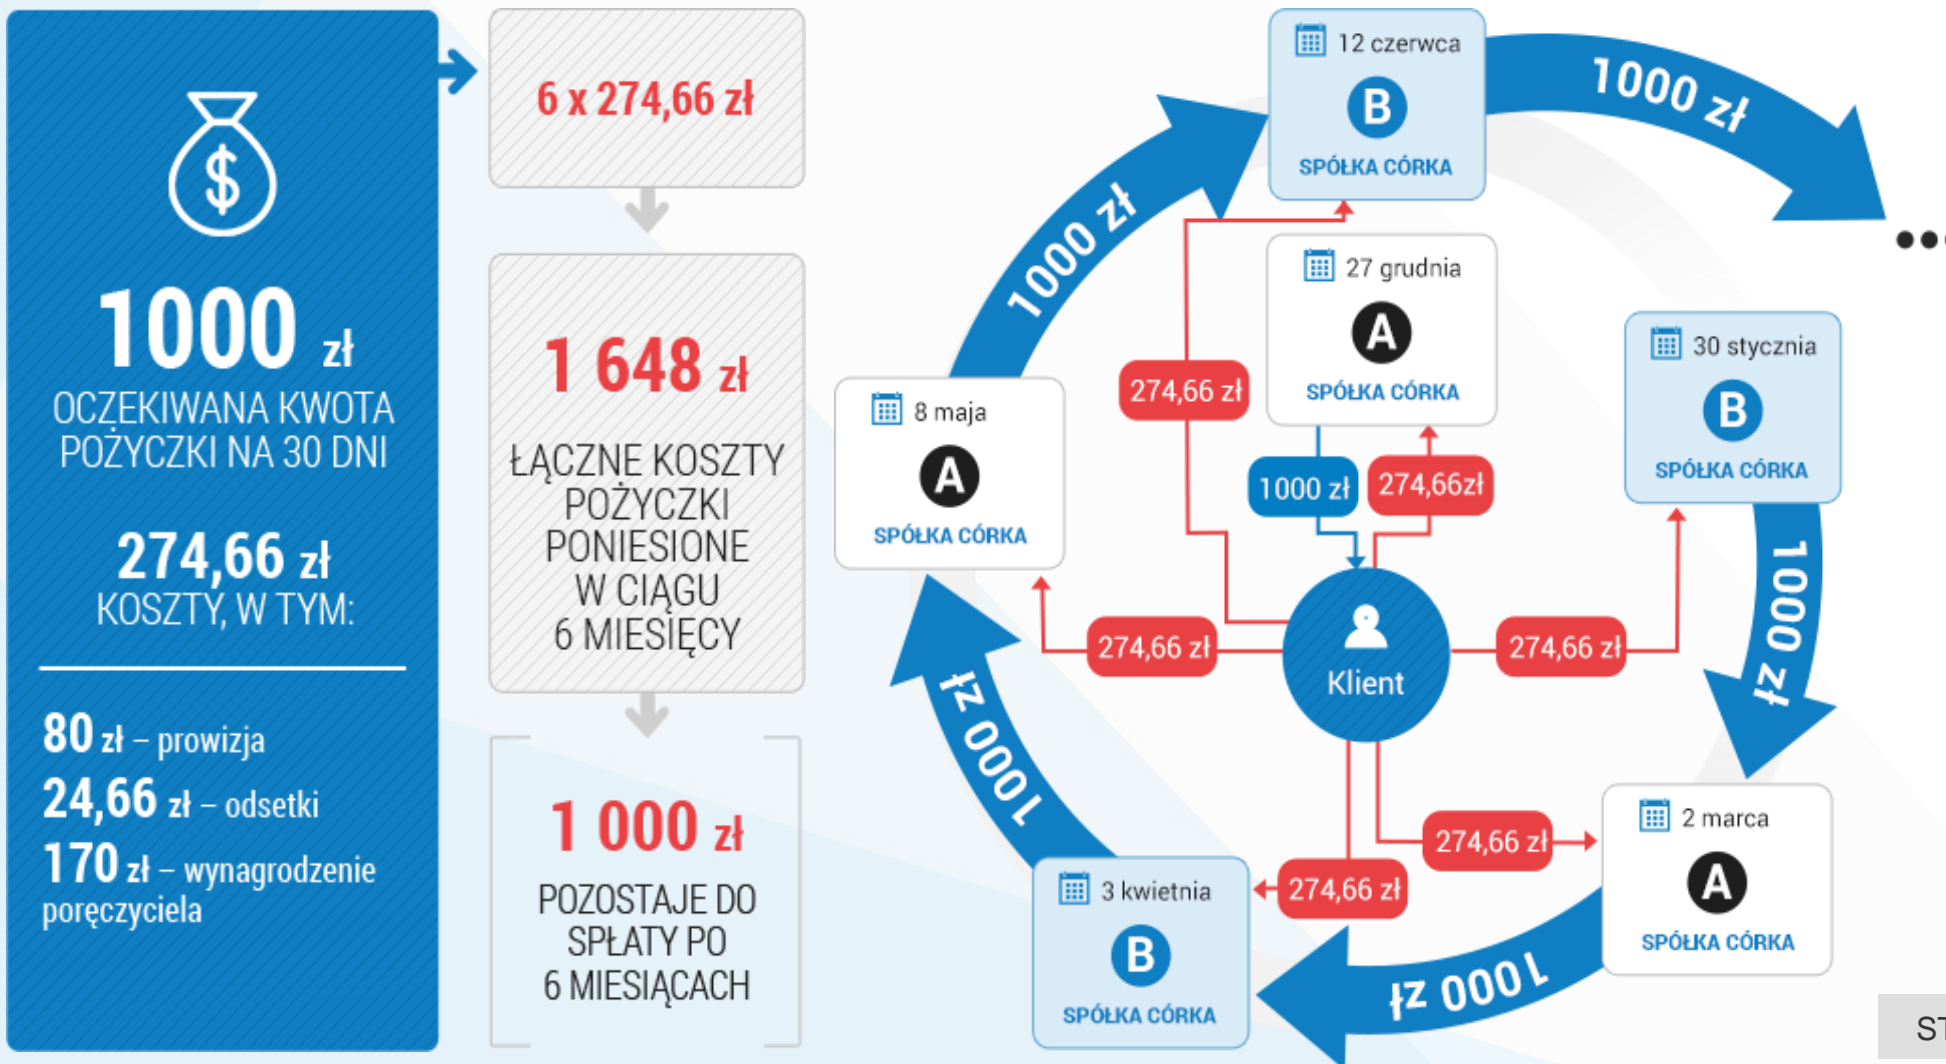 1000 zł
OCZEKIWANA KWOTA
POŻYCZKI NA 30 DNI
274,66 zł
KOSZTY, W TYM:
80 zł – prowizja
24,66 zł – odsetki
170 zł – wynagrodzenie
poręczyciela
6 x 274,66 zł
1 648 zł
ŁĄCZNE KOSZTY
POŻYCZKI
PONIESIONE
W CIĄGU
6 MIESIĘCY
1 000 zł
POZOSTAJE DO
SPŁATY PO
6 MIESIĄCACH
12 czerwca
B
SPÓŁKA CÓRKA
1000 zł
1000 zł
27 grudnia
A
SPÓŁKA CÓRKA
30 stycznia
B
SPÓŁKA CÓRKA
274,66 zł
8 maja
A
SPÓŁKA CÓRKA
1000 zł
274,66zł
1000 zł
274,66 zł
Klient
274,66 zł
1000 zł
2 marca
A
SPÓŁKA CÓRKA
274,66 zł
274,66 zł
3 kwietnia
B
SPÓŁKA CÓRKA
1000 zł